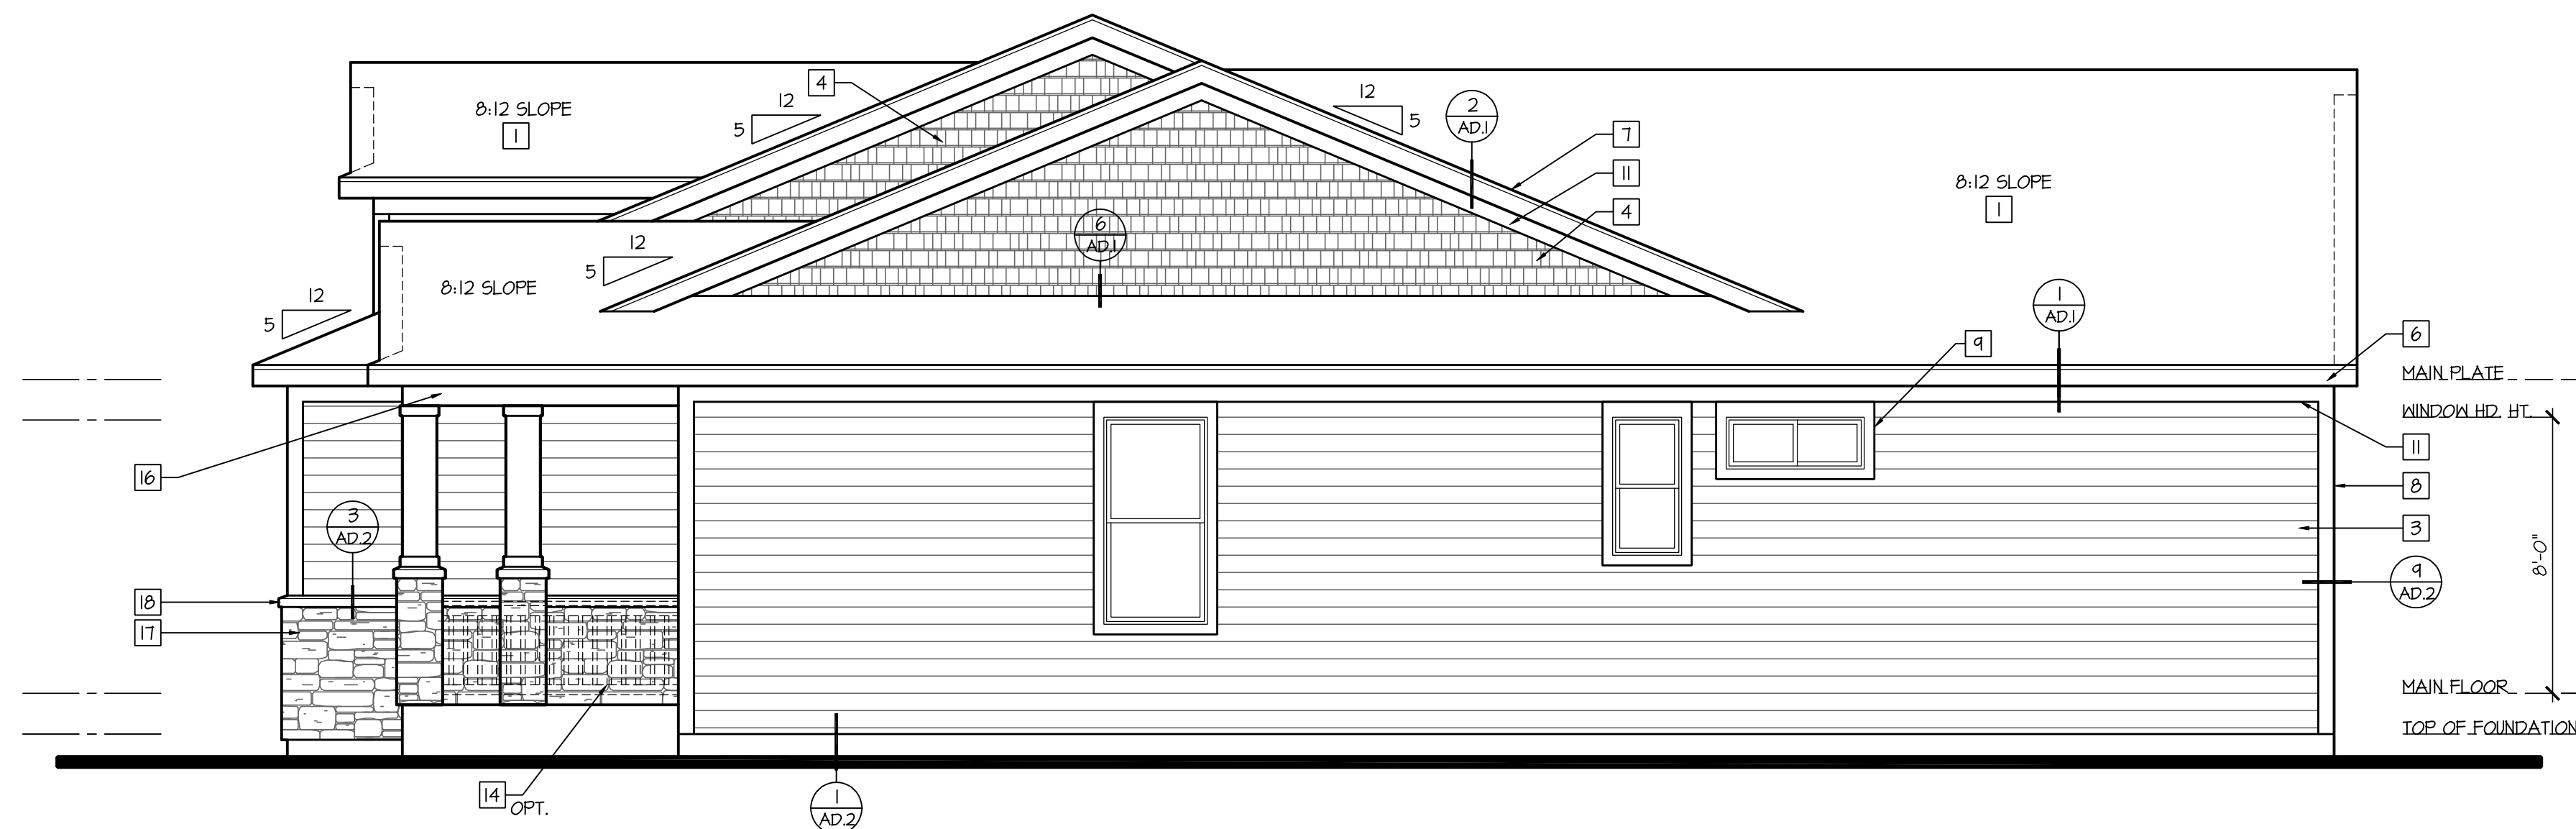 12
4
12
2
AD.1
8:12 SLOPE
1
5
5
7
11
8:12 SLOPE
1
4
6
AD.1
12
5
8:12 SLOPE
12
5
1
AD.1
9
6
MAIN PLATE
WINDOW HD. HT.
11
16
8
3
AD.2
3
8'-0"
9
AD.2
18
17
MAIN FLOOR
TOP OF FOUNDATION
14
OPT.
1
AD.2